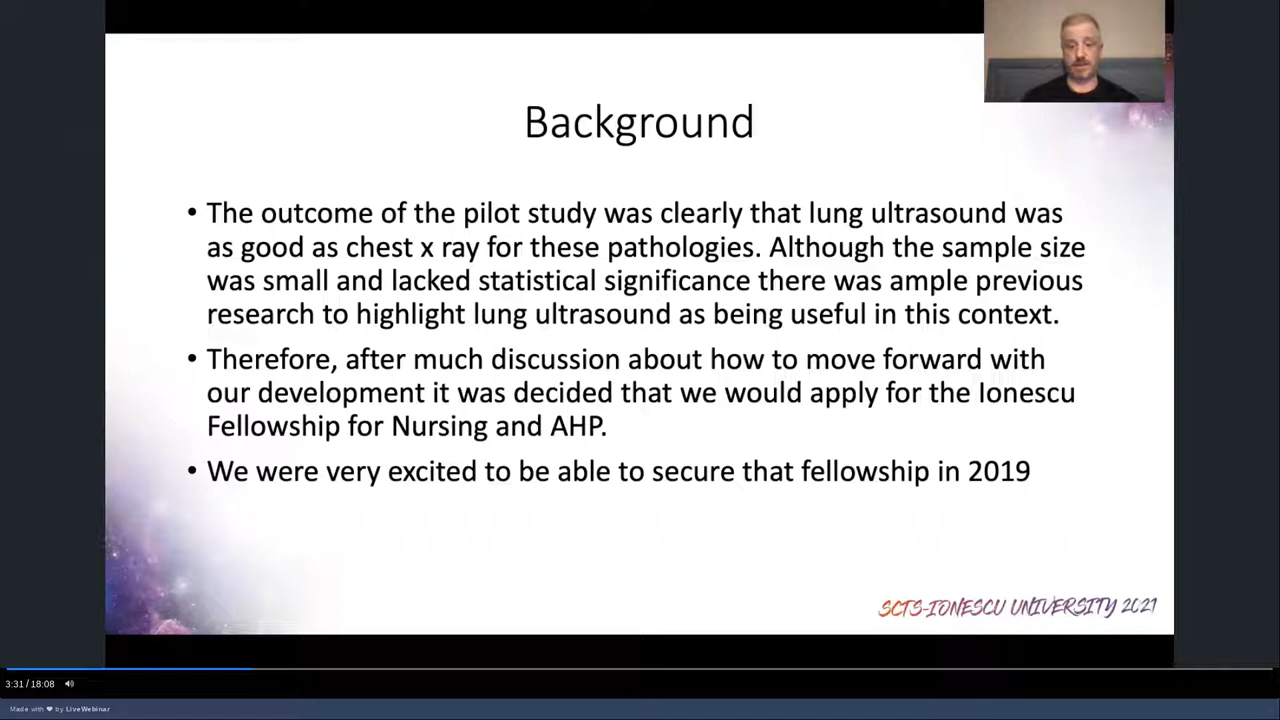 Background
• The outcome of the pilot study was clearly that lung ultrasound was
as good as chest x ray for these pathologies. Although the sample size
was small and lacked statistical significance there was ample previous
research to highlight lung ultrasound as being useful in this context.
• Therefore, after much discussion about how to move forward with
our development it was decided that we would apply for the Ionescu
Fellowship for Nursing and AHP.
• We were very excited to be able to secure that fellowship in 2019
SCTS-IONESCU UNIVERSITY 2021
3:31 / 18:08
Made with ❤ by LiveWebinar